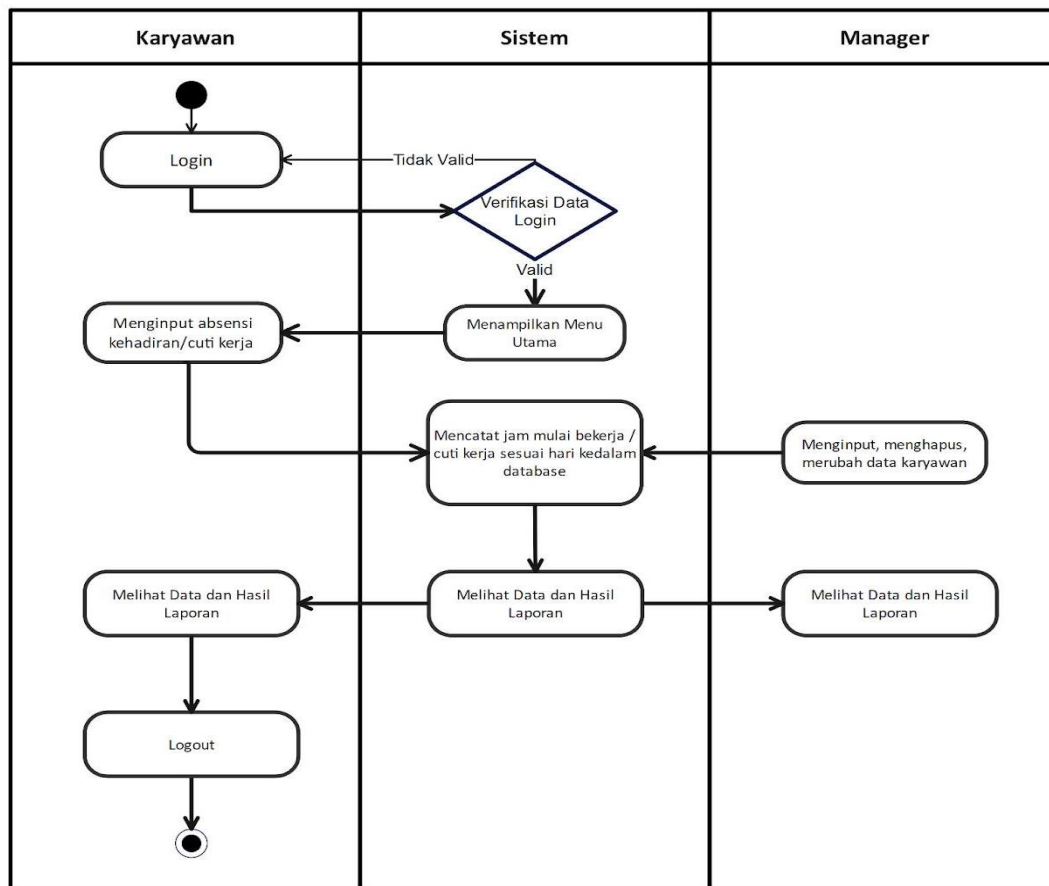 Karyawan
Sistem
Manager
Login
Tidak Valid
Verifikasi Data
Login
Valid
Menginput absensi
kehadiran/cuti kerja
Menampilkan Menu
Utama
Mencatat jam mulai bekerja /
cuti kerja sesuai hari kedalam
database
Menginput, menghapus,
merubah data karyawan
Melihat Data dan Hasil
Laporan
Melihat Data dan Hasil
Laporan
Melihat Data dan Hasil
Laporan
Logout